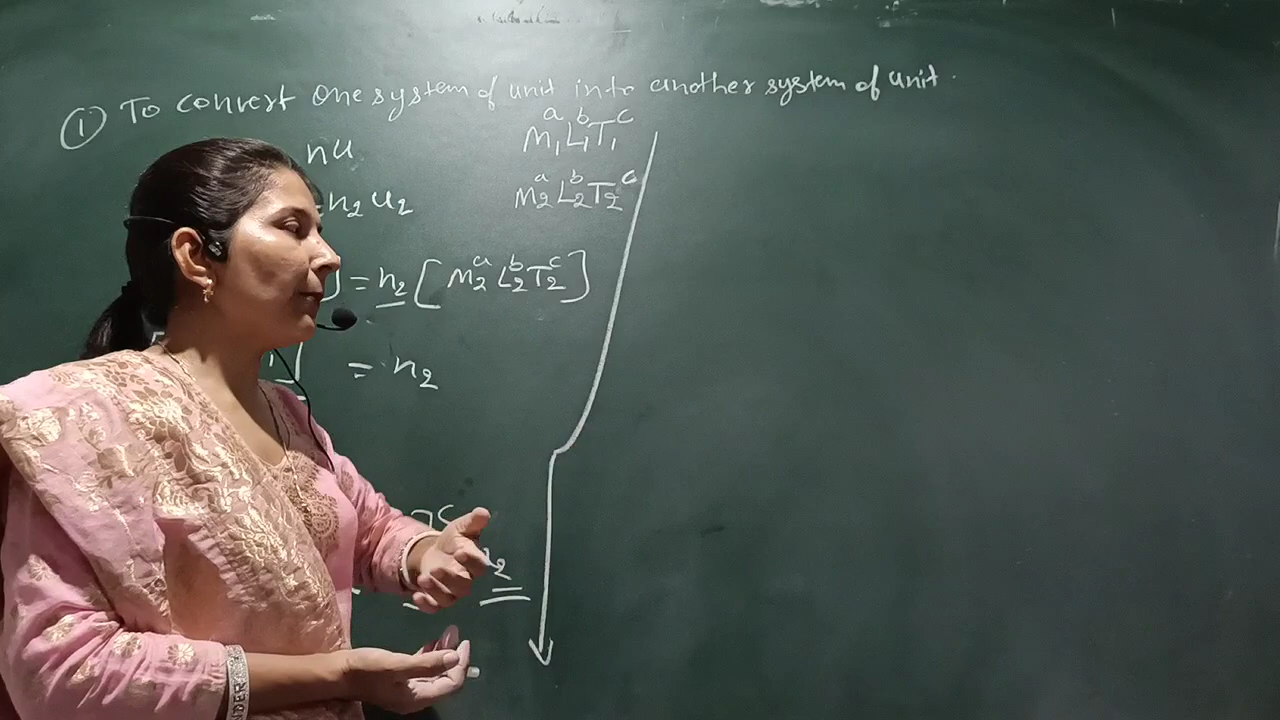 ① To convert one system of unit into another system of unit.
nu
M₁ᵃL₁ᵇT₁ᶜ
= n₂u₂
M₂ᵃL₂ᵇT₂ᶜ
] = n₂ [M₂ᵃL₂ᵇT₂ᶜ]
] = n₂
]ᶜ
n₂